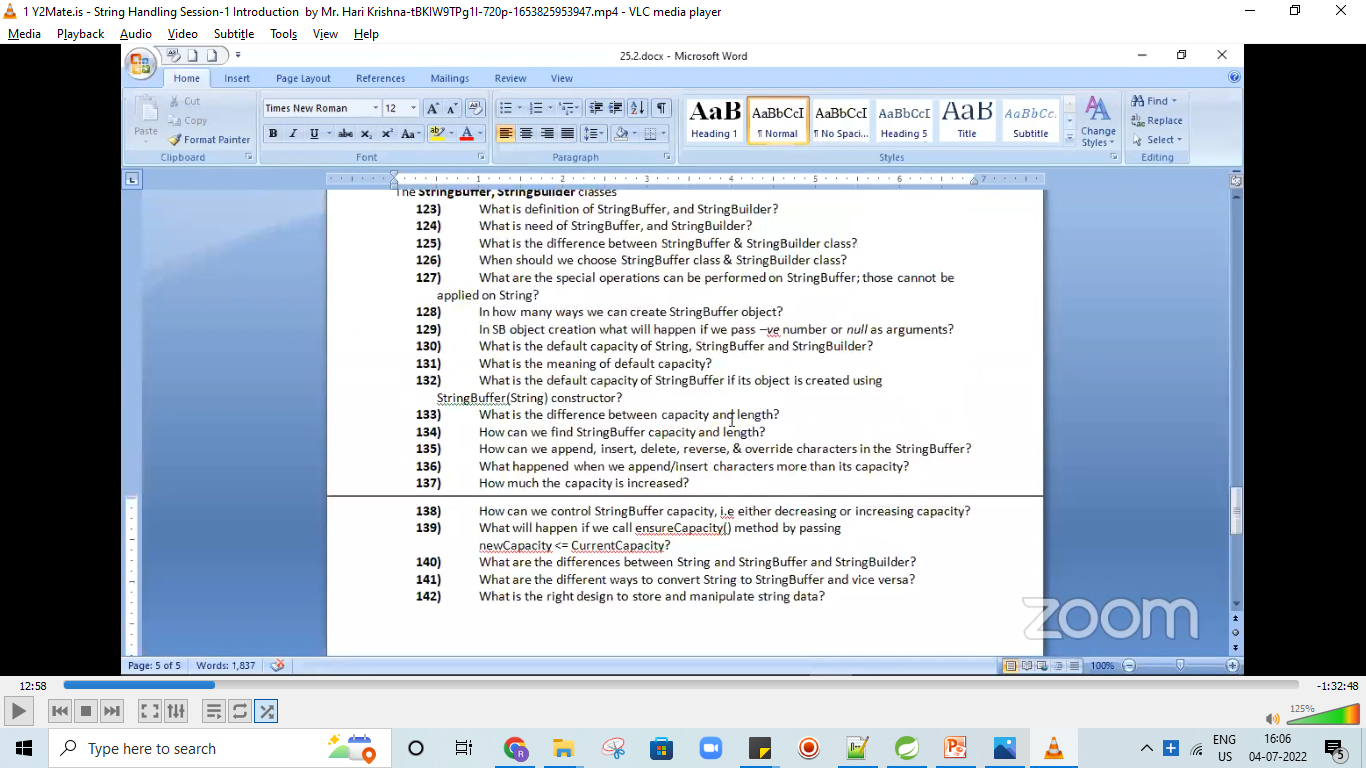 1 Y2Mate.is - String Handling Session-1 Introduction by Mr. Hari Krishna-tBKlW9TPg1I-720p-1653825953947.mp4 - VLC media player
Media Playback Audio Video Subtitle Tools View Help
25.2.docx - Microsoft Word
Home Insert Page Layout References Mailings Review View
Paste
Cut
Copy
Format Painter
Clipboard
Times New Roman 12
Font
Paragraph
AaB AaBbCcI AaBbCcI AaBbCcI AaB AaBbCcI
Heading 1 ¶ Normal ¶ No Spaci... Heading 5 Title Subtitle
Change Styles
Styles
Find
Replace
Select
Editing
The StringBuffer, StringBuilder classes
123) What is definition of StringBuffer, and StringBuilder?
124) What is need of StringBuffer, and StringBuilder?
125) What is the difference between StringBuffer & StringBuilder class?
126) When should we choose StringBuffer class & StringBuilder class?
127) What are the special operations can be performed on StringBuffer; those cannot be
applied on String?
128) In how many ways we can create StringBuffer object?
129) In SB object creation what will happen if we pass –ve number or null as arguments?
130) What is the default capacity of String, StringBuffer and StringBuilder?
131) What is the meaning of default capacity?
132) What is the default capacity of StringBuffer if its object is created using
StringBuffer(String) constructor?
133) What is the difference between capacity and length?
134) How can we find StringBuffer capacity and length?
135) How can we append, insert, delete, reverse, & override characters in the StringBuffer?
136) What happened when we append/insert characters more than its capacity?
137) How much the capacity is increased?
138) How can we control StringBuffer capacity, i.e either decreasing or increasing capacity?
139) What will happen if we call ensureCapacity() method by passing
newCapacity <= CurrentCapacity?
140) What are the differences between String and StringBuffer and StringBuilder?
141) What are the different ways to convert String to StringBuffer and vice versa?
142) What is the right design to store and manipulate string data?
zoom
Page: 5 of 5 Words: 1,837 100%
12:58 -1:32:48
125%
Type here to search
ENG
US
16:06
04-07-2022
5